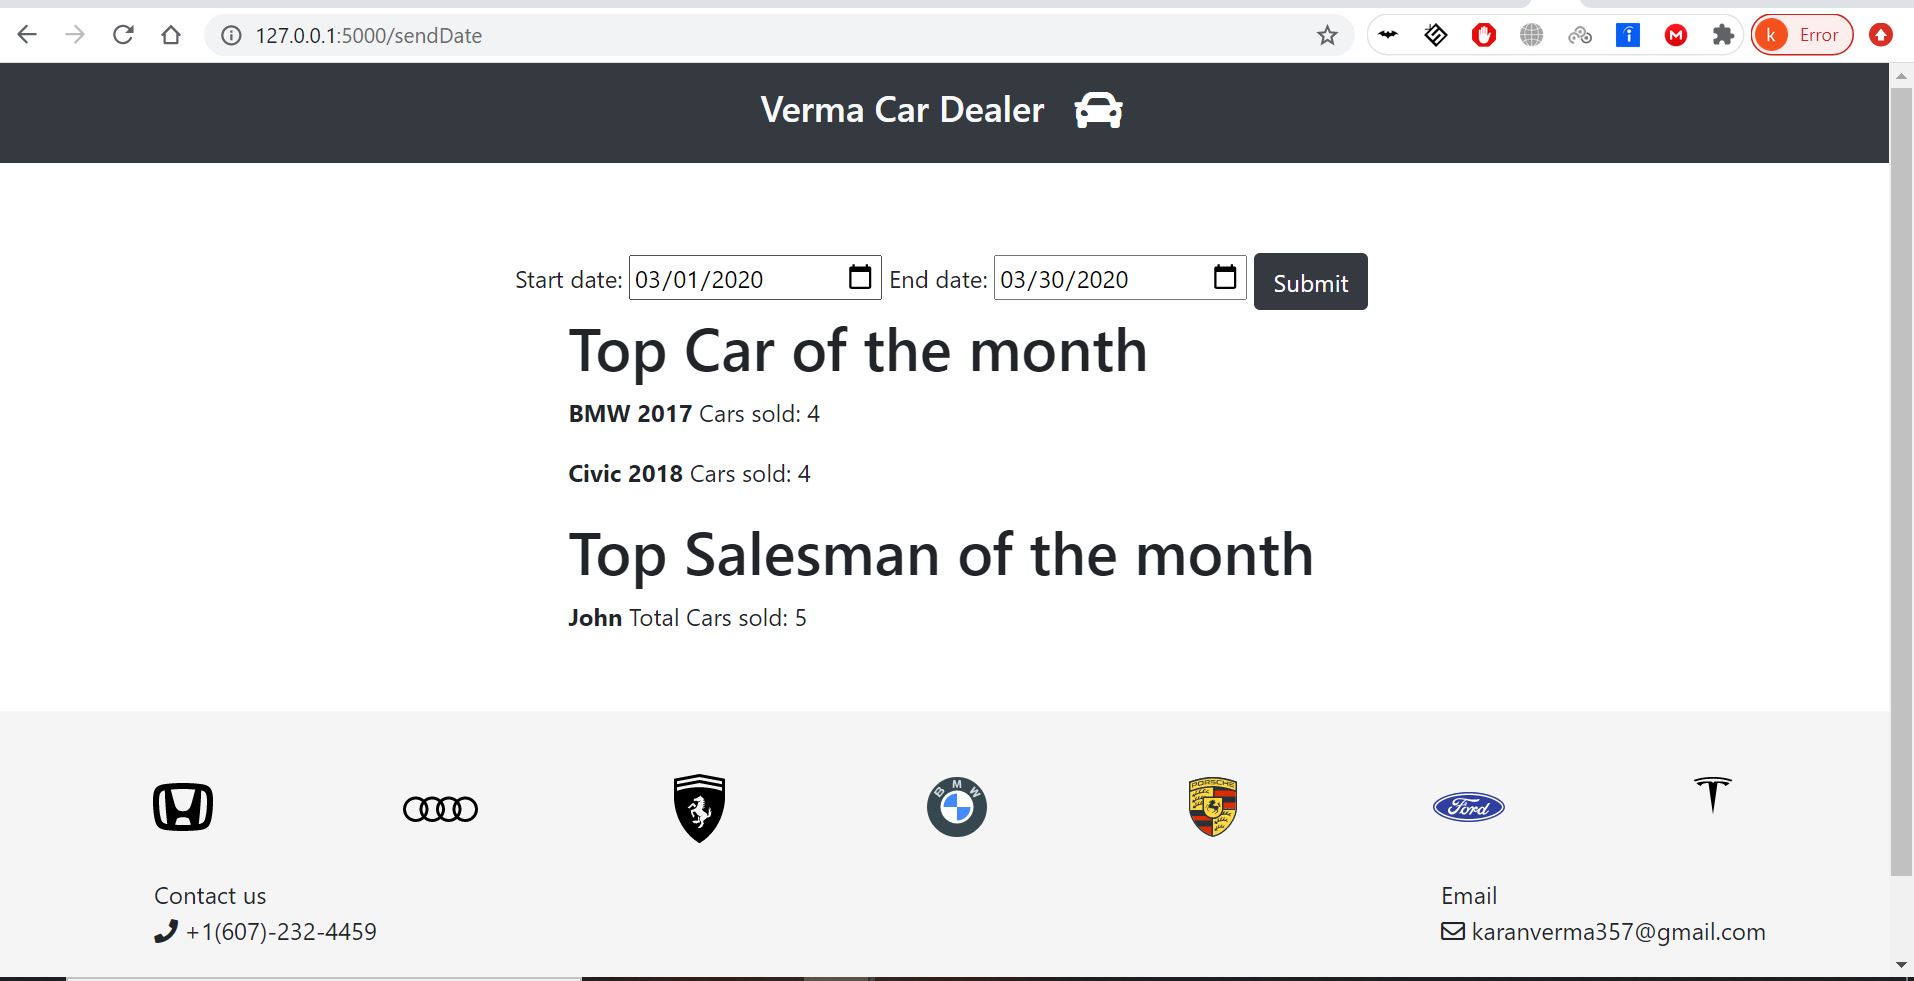 127.0.0.1:5000/sendDate
k Error
Verma Car Dealer
Start date: 03/01/2020 End date: 03/30/2020 Submit
Top Car of the month
BMW 2017 Cars sold: 4
Civic 2018 Cars sold: 4
Top Salesman of the month
John Total Cars sold: 5
BMW PORSCHE Ford
Contact us Email
+1(607)-232-4459 karanverma357@gmail.com